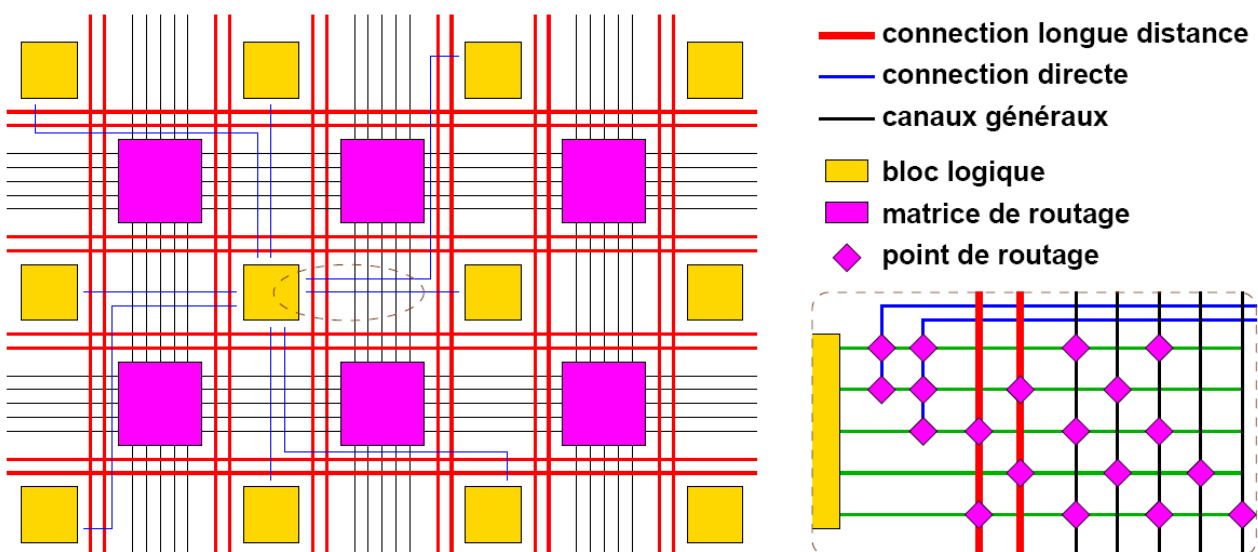 connection longue distance
connection directe
canaux généraux
bloc logique
matrice de routage
point de routage